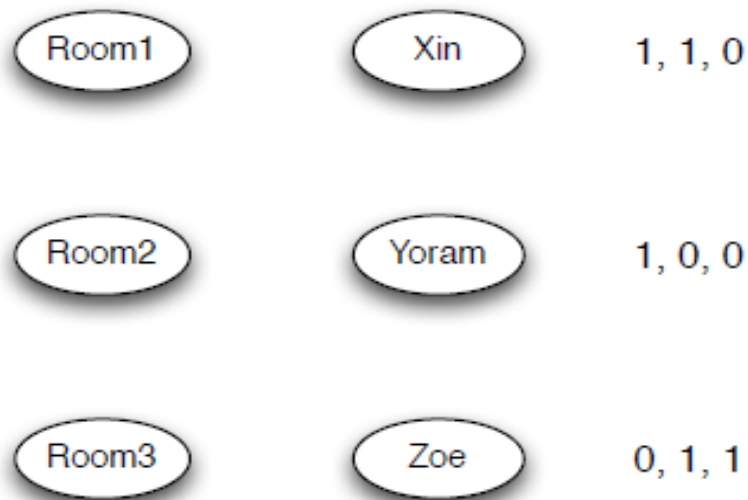 Room1 Xin 1, 1, 0
Room2 Yoram 1, 0, 0
Room3 Zoe 0, 1, 1